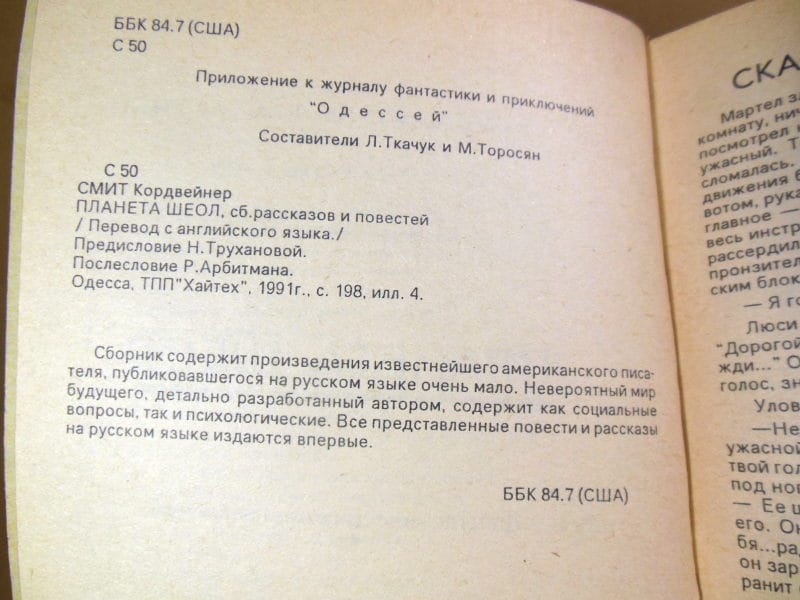 ББК 84.7 (США)
С 50
Приложение к журналу фантастики и приключений
"О д е с с е й"
Составители Л.Ткачук и М.Торосян
С 50
СМИТ Кордвейнер
ПЛАНЕТА ШЕОЛ, сб.рассказов и повестей
/ Перевод с английского языка./
Предисловие Н.Трухановой.
Послесловие Р.Арбитмана.
Одесса, ТПП"Хайтех", 1991г., с. 198, илл. 4.
Сборник содержит произведения известнейшего американского писа-
теля, публиковавшегося на русском языке очень мало. Невероятный мир
будущего, детально разработанный автором, содержит как социальные
вопросы, так и психологические. Все представленные повести и рассказы
на русском языке издаются впервые.
ББК 84.7 (США)
СКА
Мартел за
комнату, нич
посмотрел н
ужасный. Т
сломалась.
движения б
вотом, рука
главное —
весь инстр
рассердил
пронзител
ским блок
— Я го
Люси
"Дорогой
жди..." О
голос, зн
Улов
—Не
ужасной
твой гол
под нов
— Ее ш
его. Он
бя...рад
он зар
ранит